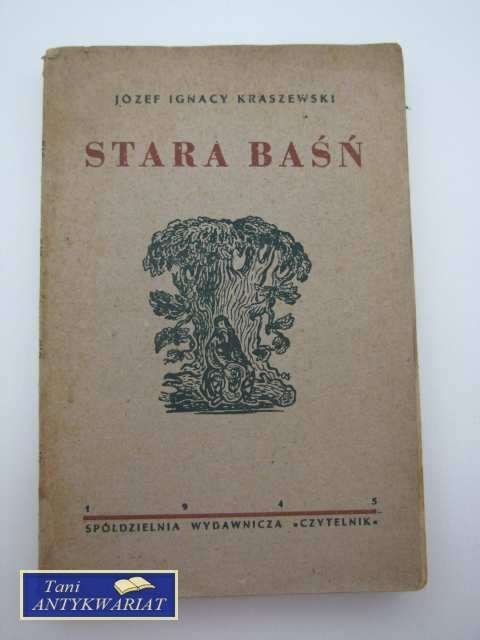 JÓZEF IGNACY KRASZEWSKI
STARA BAŚŃ
1 9 4 5
SPÓŁDZIELNIA WYDAWNICZA »CZYTELNIK«
Tani
ANTYKWARIAT